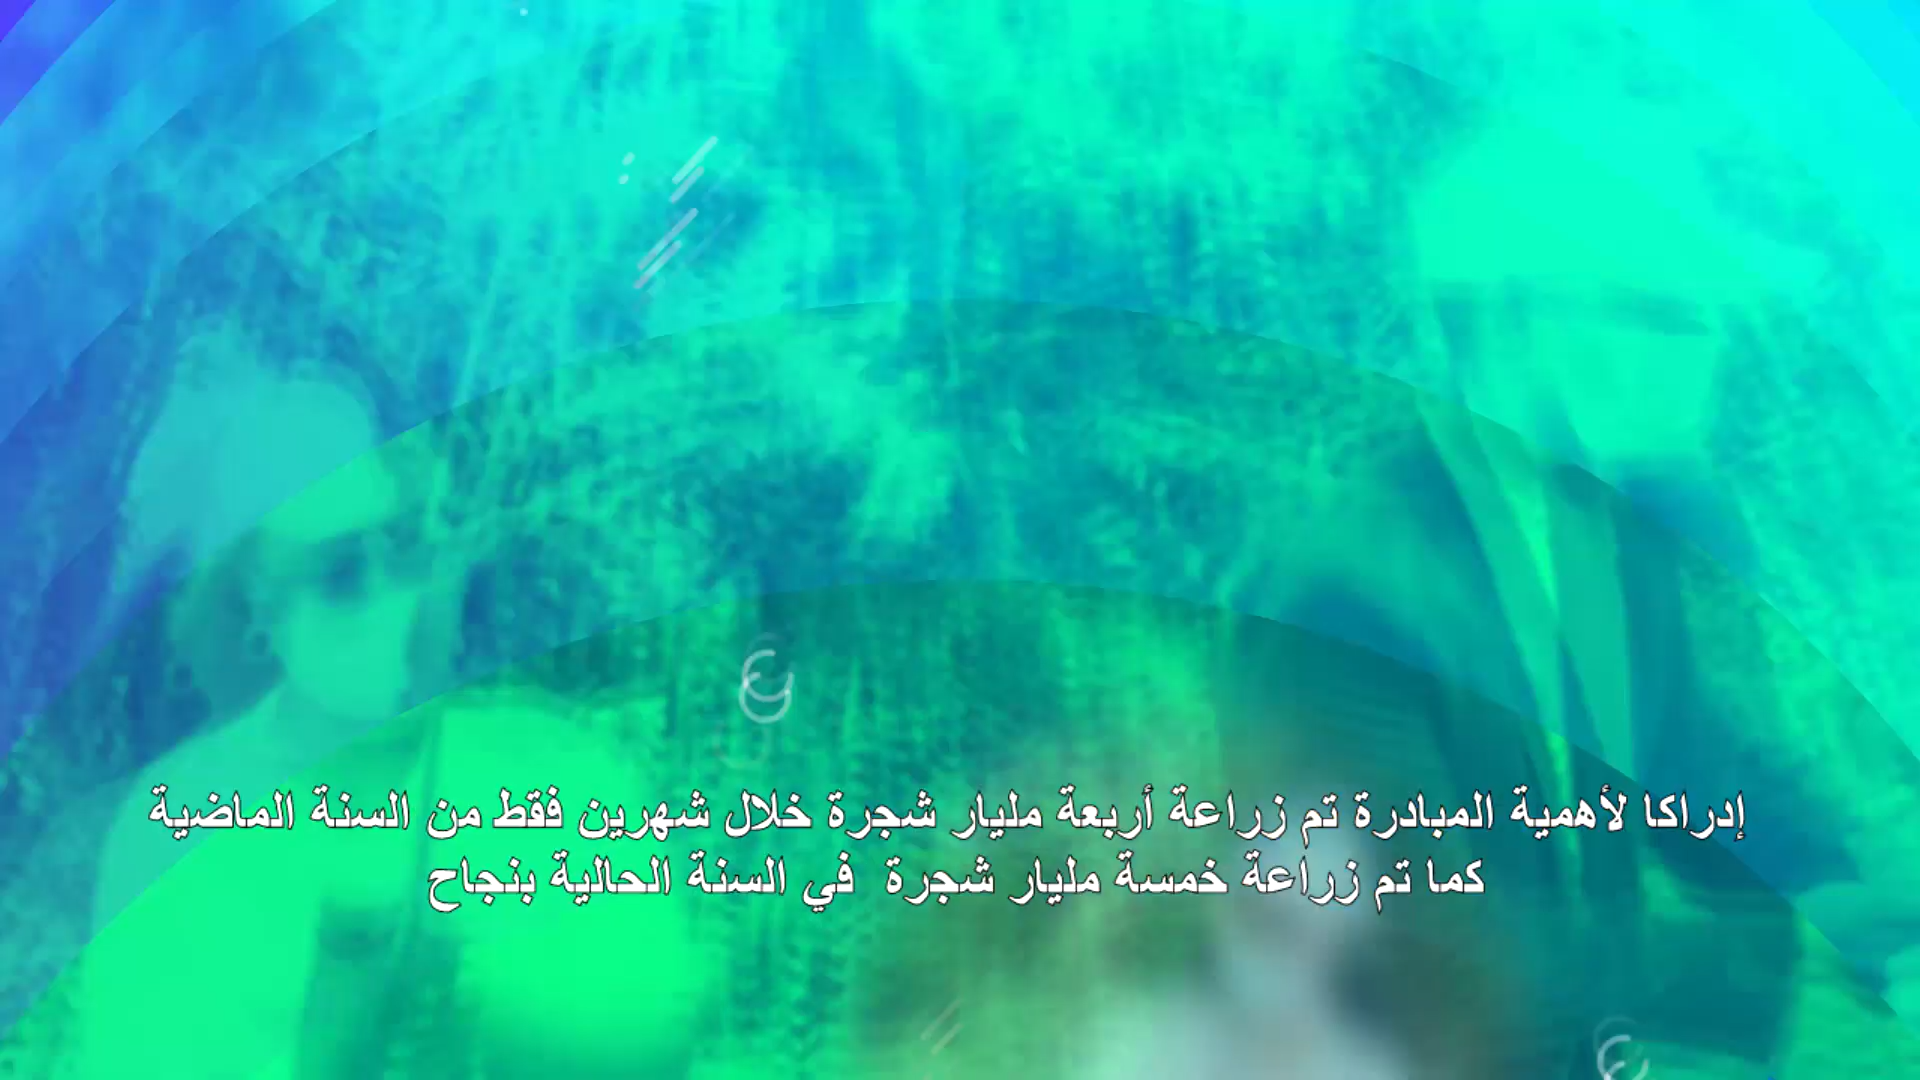 إدراكا لأهمية المبادرة تم زراعة أربعة مليار شجرة خلال شهرين فقط من السنة الماضية
كما تم زراعة خمسة مليار شجرة في السنة الحالية بنجاح